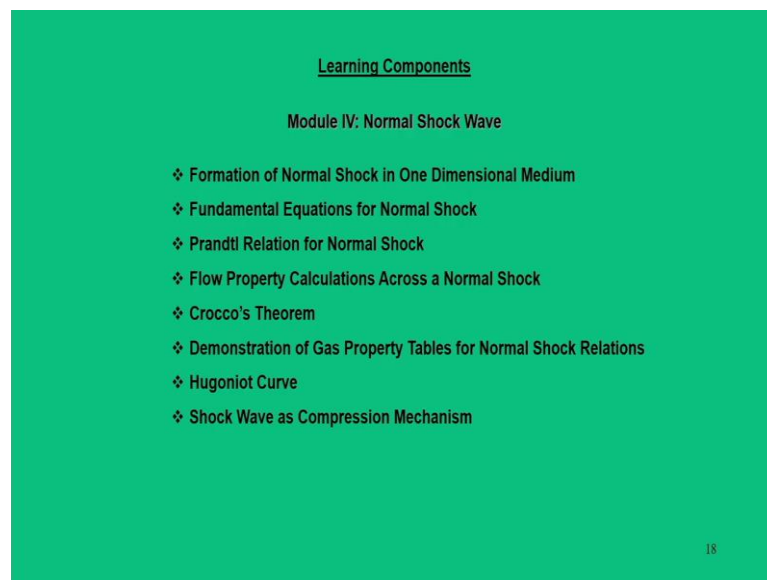 Learning Components
Module IV: Normal Shock Wave
❖ Formation of Normal Shock in One Dimensional Medium
❖ Fundamental Equations for Normal Shock
❖ Prandtl Relation for Normal Shock
❖ Flow Property Calculations Across a Normal Shock
❖ Crocco's Theorem
❖ Demonstration of Gas Property Tables for Normal Shock Relations
❖ Hugoniot Curve
❖ Shock Wave as Compression Mechanism
18